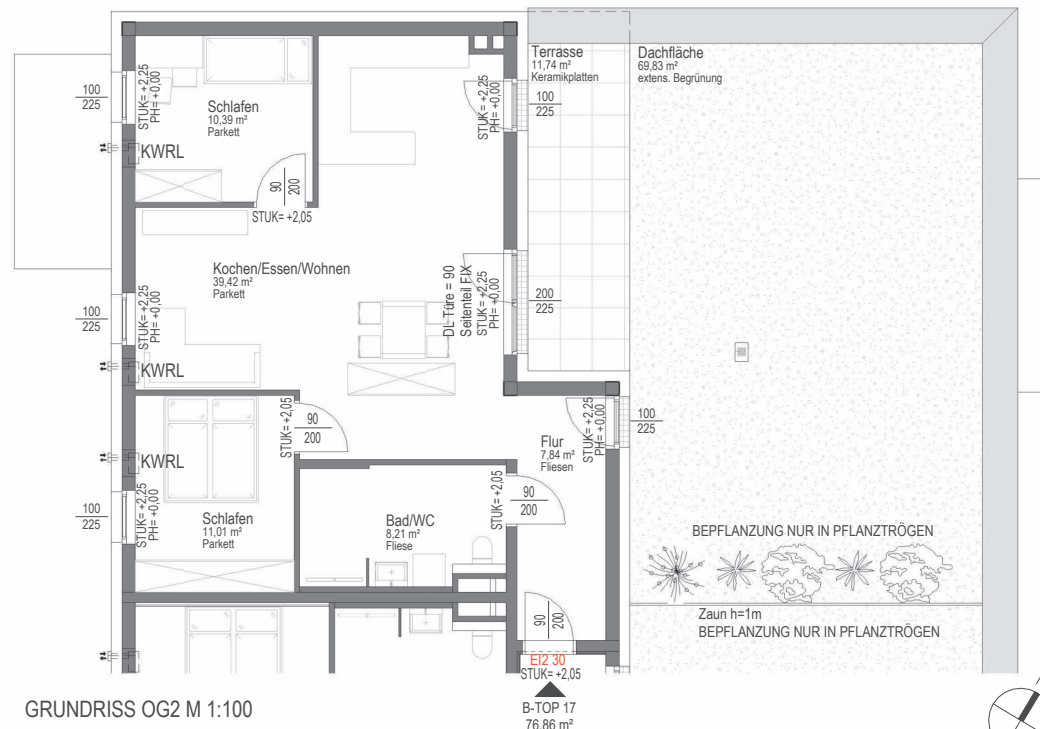 Terrasse
11,74 m²
Keramikplatten
Dachfläche
69,83 m²
extens. Begrünung
100
225
STUK= +2,25
PH= +0,00
Schlafen
10,39 m²
Parkett
STUK= +2,25
PH= +0,00
100
225
KWRL
90
200
STUK= +2,05
Kochen/Essen/Wohnen
39,42 m²
Parkett
DL Türe = 90
Seitenteil FIX
STUK= +2,25
PH= +0,00
200
225
100
225
STUK= +2,25
PH= +0,00
KWRL
STUK= +2,05
90
200
Flur
7,84 m²
Fliesen
STUK= +2,25
PH= +0,00
100
225
KWRL
100
225
STUK= +2,25
PH= +0,00
Schlafen
11,01 m²
Parkett
Bad/WC
8,21 m²
Fliese
STUK= +2,05
90
200
BEPFLANZUNG NUR IN PFLANZTRÖGEN
Zaun h=1m
BEPFLANZUNG NUR IN PFLANZTRÖGEN
90
200
EI2 30
STUK= +2,05
B-TOP 17
76,86 m²
GRUNDRISS OG2 M 1:100